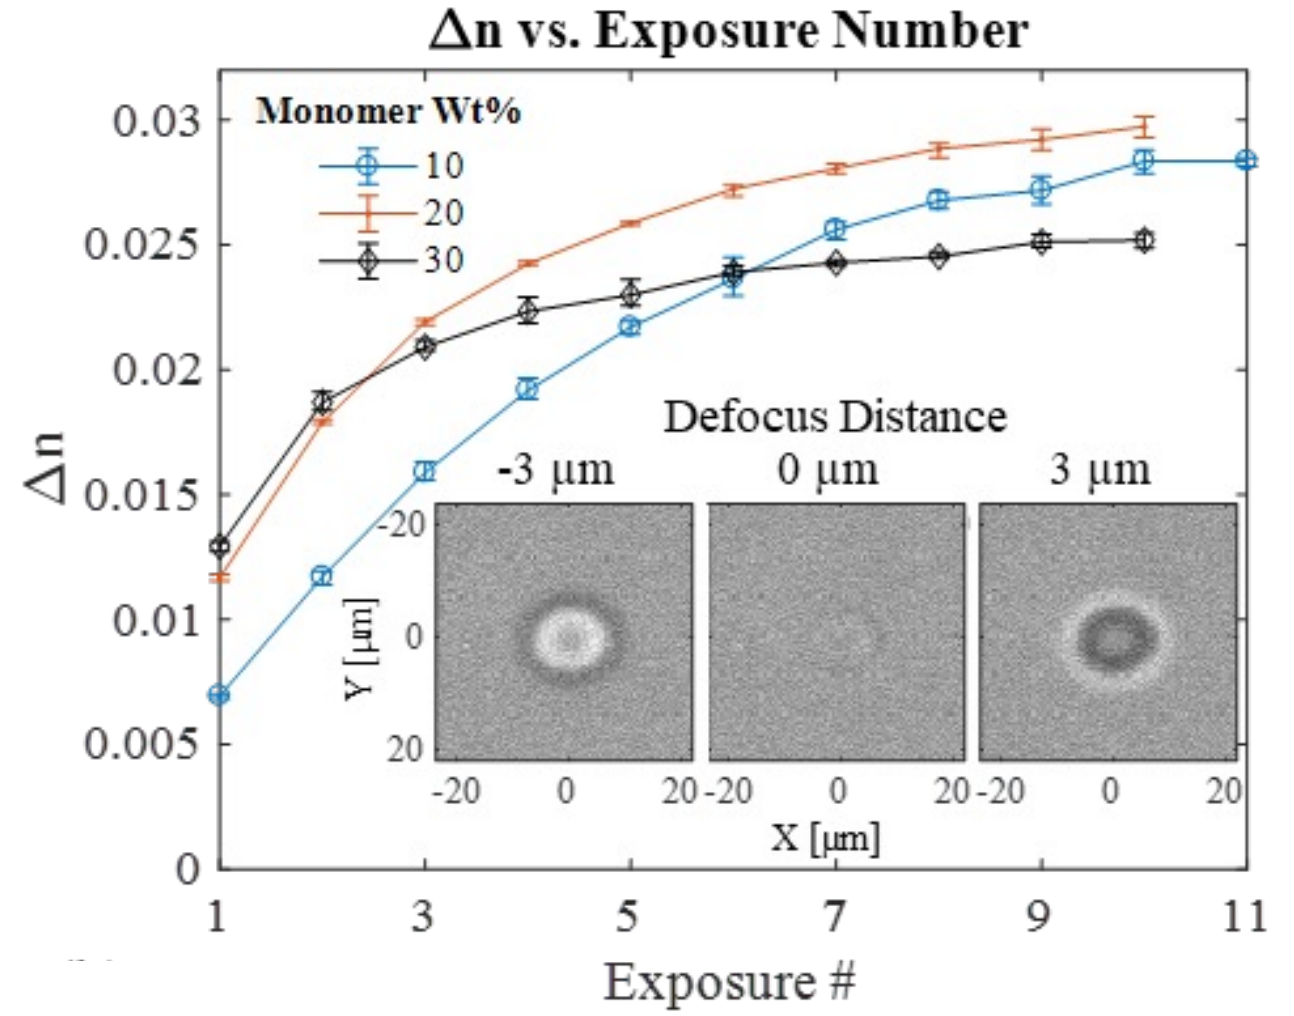 Δn vs. Exposure Number
Monomer Wt%
10
20
30
0.03
0.025
0.02
0.015
0.01
0.005
0
Δn
1 3 5 7 9 11
Exposure #
Defocus Distance
-3 µm 0 µm 3 µm
-20
0
20
Y [µm]
-20 0 20 -20 0 20 -20 0 20
X [µm]